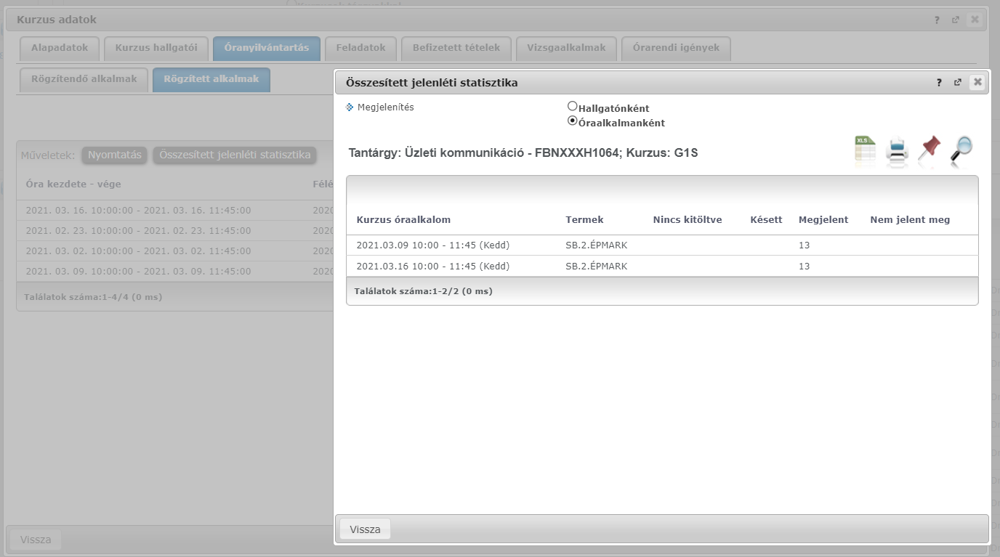 Kurzus adatok
?
Alapadatok
Kurzus hallgatói
Óranyilvántartás
Feladatok
Befizetett tételek
Vizsgaalkalmak
Órarendi igények
Rögzítendő alkalmak
Rögzített alkalmak
Műveletek: Nyomtatás Összesített jelenléti statisztika
Óra kezdete - vége Félé
2021. 03. 16. 10:00:00 - 2021. 03. 16. 11:45:00 2020
2021. 02. 23. 10:00:00 - 2021. 02. 23. 11:45:00 2020
2021. 03. 02. 10:00:00 - 2021. 03. 02. 11:45:00 2020
2021. 03. 09. 10:00:00 - 2021. 03. 09. 11:45:00 2020
Találatok száma:1-4/4 (0 ms)
Vissza
Összesített jelenléti statisztika
?
Megjelenítés
Hallgatónként
Óraalkalmanként
Tantárgy: Üzleti kommunikáció - FBNXXXH1064; Kurzus: G1S
XLS
Kurzus óraalkalom Termek Nincs kitöltve Késett Megjelent Nem jelent meg
2021.03.09 10:00 - 11:45 (Kedd) SB.2.ÉPMARK 13
2021.03.16 10:00 - 11:45 (Kedd) SB.2.ÉPMARK 13
Találatok száma:1-2/2 (0 ms)
Vissza